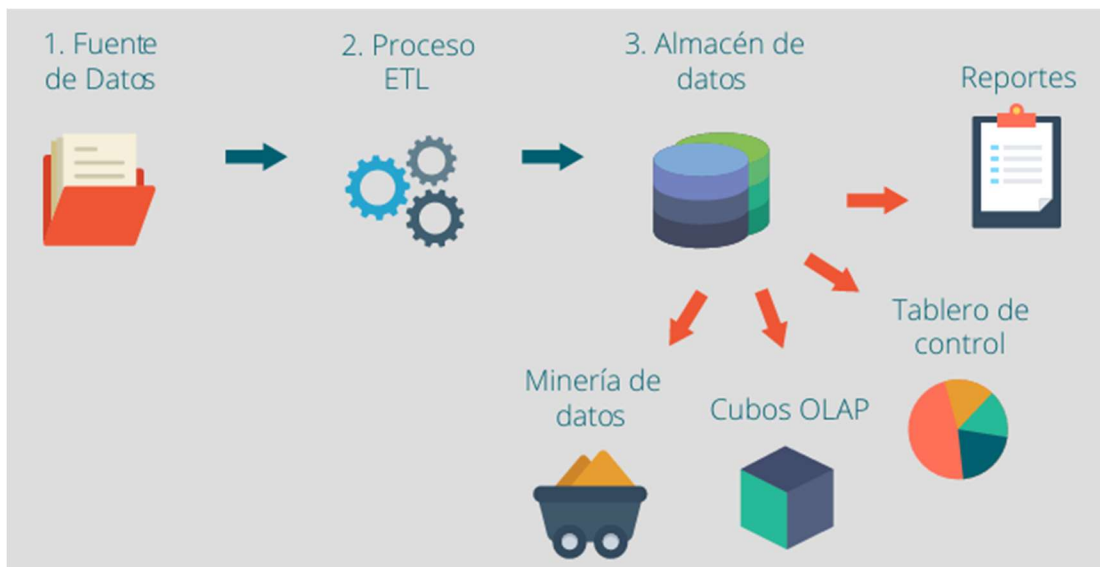 1. Fuente
de Datos
2. Proceso
ETL
3. Almacén de
datos
Reportes
Tablero de
control
Minería de
datos
Cubos OLAP